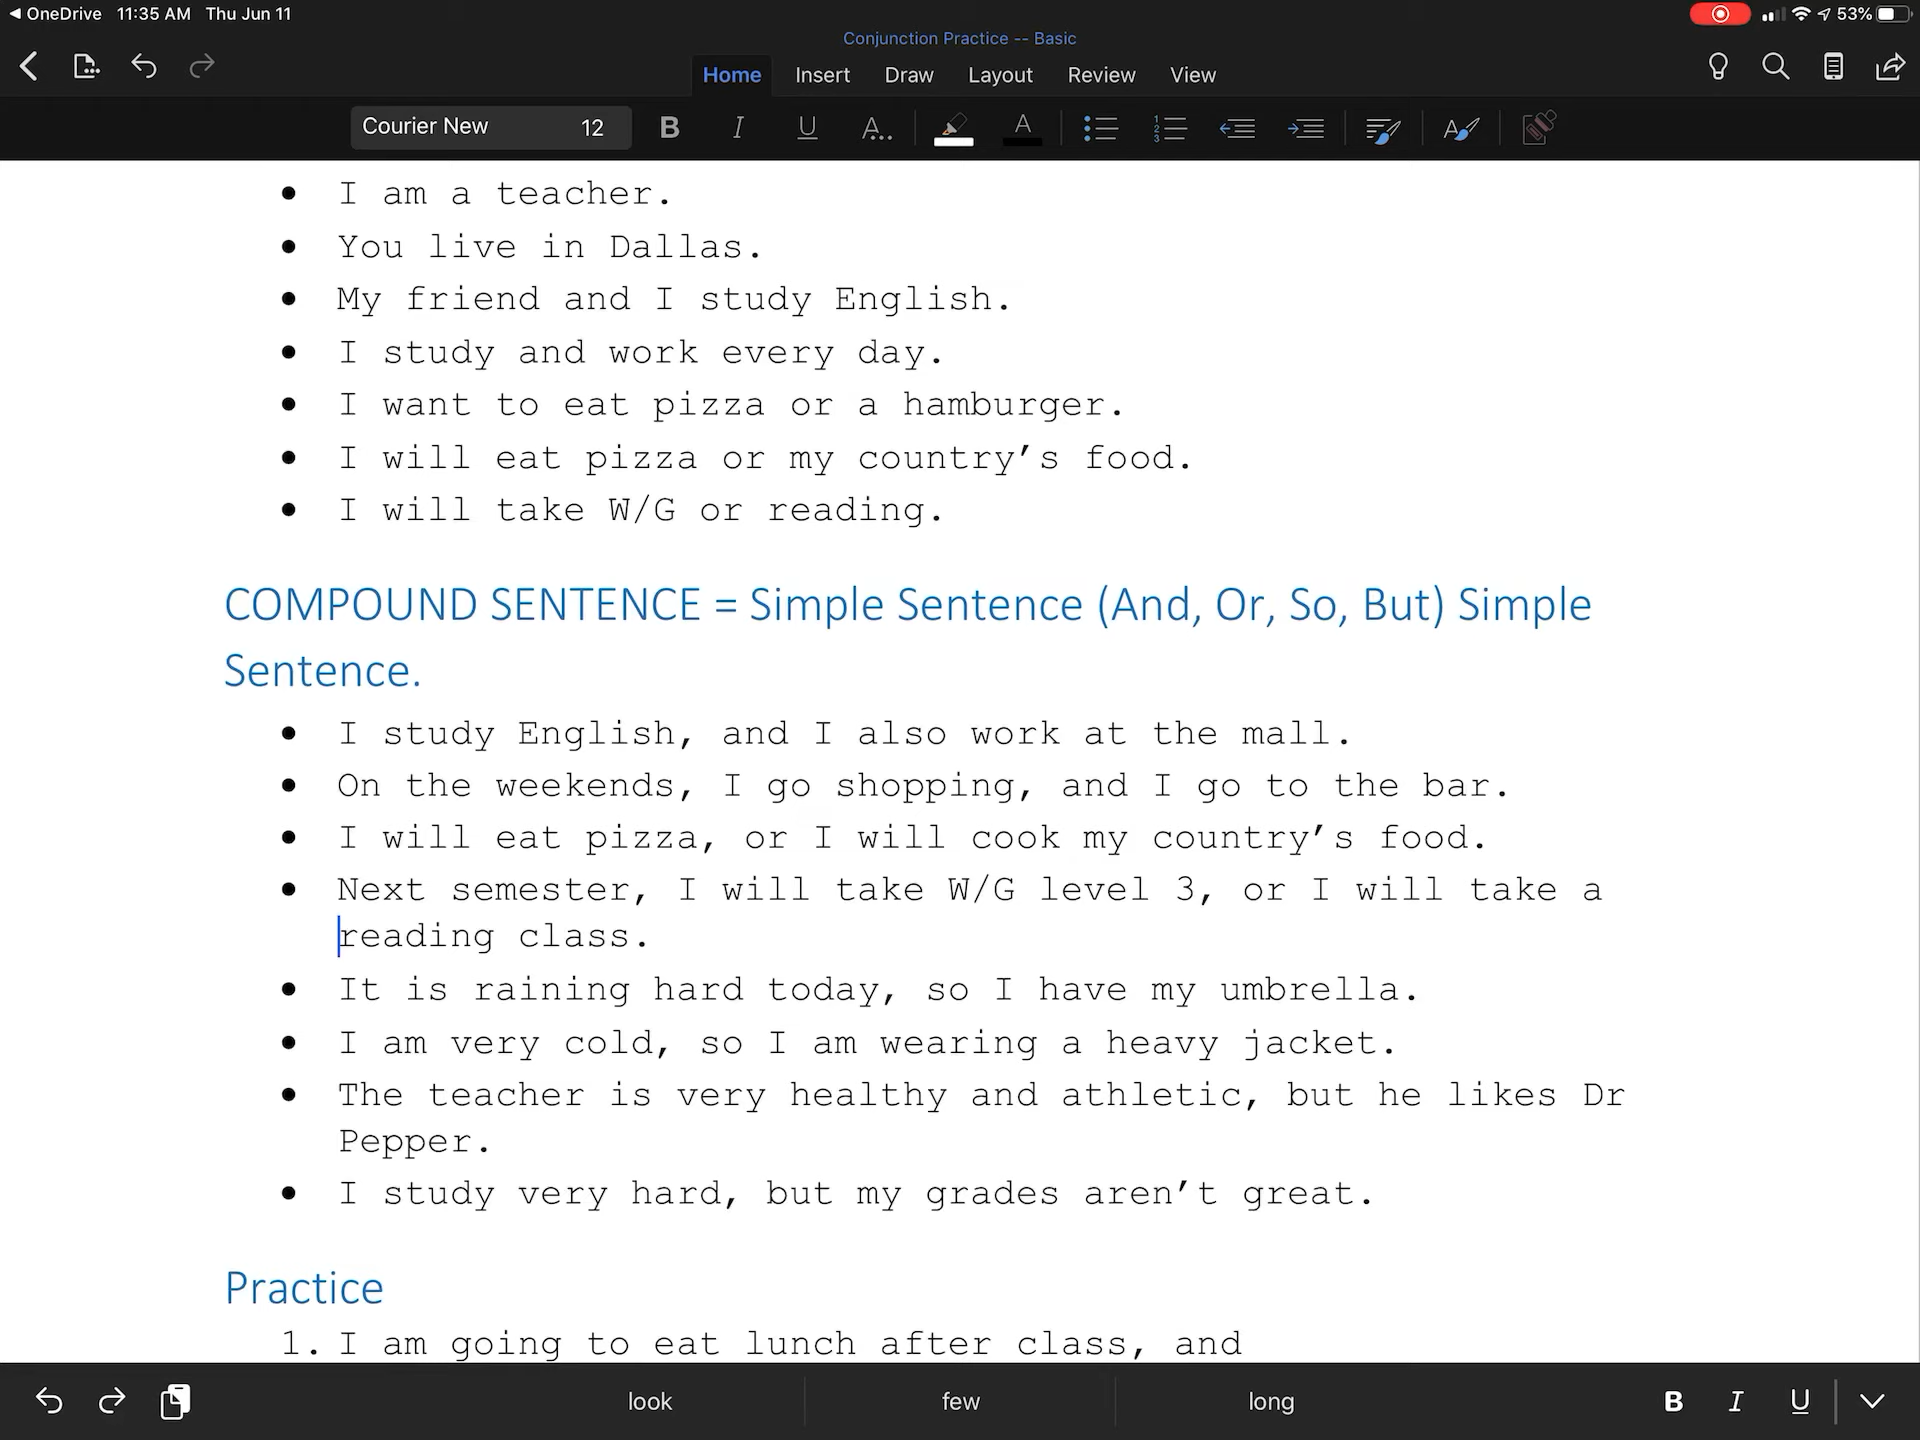 OneDrive 11:35 AM Thu Jun 11 53%
Conjunction Practice -- Basic
Home Insert Draw Layout Review View
Courier New 12 B I U A..  A
• I am a teacher.
• You live in Dallas.
• My friend and I study English.
• I study and work every day.
• I want to eat pizza or a hamburger.
• I will eat pizza or my country’s food.
• I will take W/G or reading.
COMPOUND SENTENCE = Simple Sentence (And, Or, So, But) Simple
Sentence.
• I study English, and I also work at the mall.
• On the weekends, I go shopping, and I go to the bar.
• I will eat pizza, or I will cook my country’s food.
• Next semester, I will take W/G level 3, or I will take a
reading class.
• It is raining hard today, so I have my umbrella.
• I am very cold, so I am wearing a heavy jacket.
• The teacher is very healthy and athletic, but he likes Dr
Pepper.
• I study very hard, but my grades aren’t great.
Practice
1. I am going to eat lunch after class, and
look few long B I U